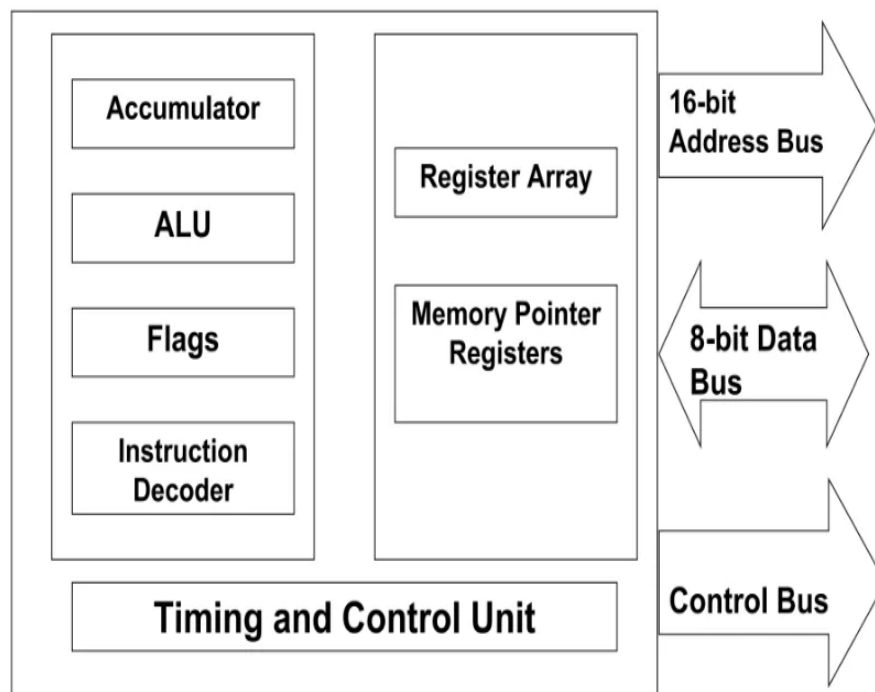 Accumulator
ALU
Flags
Instruction
Decoder
Register Array
Memory Pointer
Registers
Timing and Control Unit
16-bit
Address Bus
8-bit Data
Bus
Control Bus